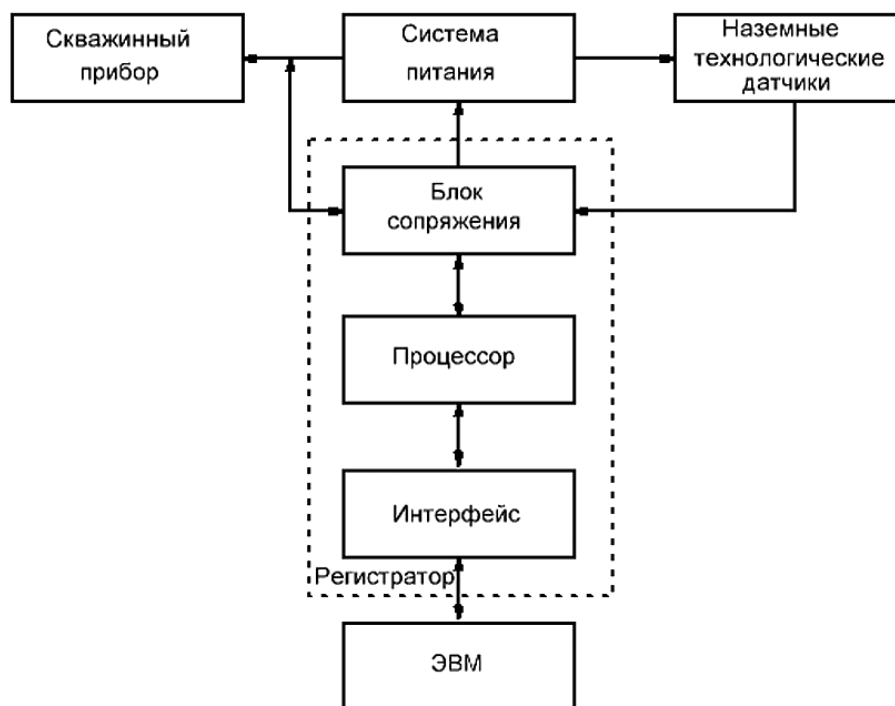 Скважинный
прибор
Система
питания
Наземные
технологические
датчики
Блок
сопряжения
Процессор
Интерфейс
Регистратор
ЭВМ